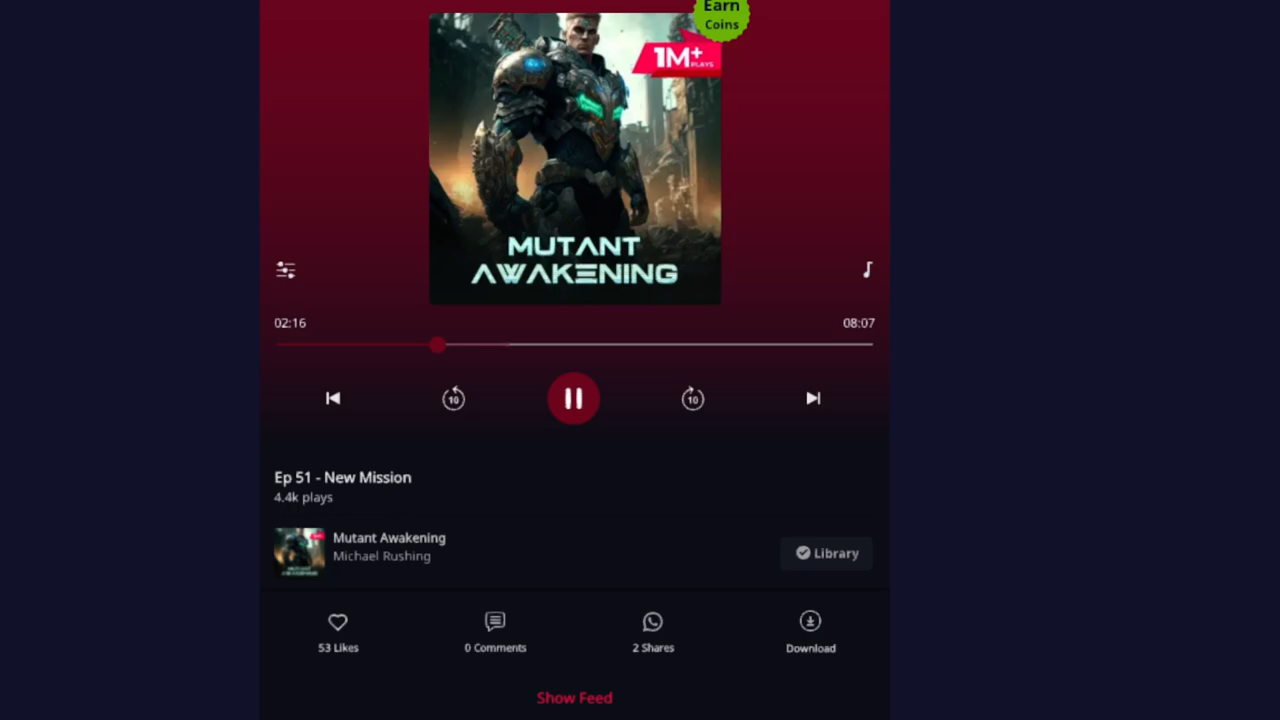 Earn
Coins
1M+
PLAYS
MUTANT
AWAKENING
02:16
08:07
10
10
Ep 51 - New Mission
4.4k plays
Mutant Awakening
Michael Rushing
Library
53 Likes
0 Comments
2 Shares
Download
Show Feed